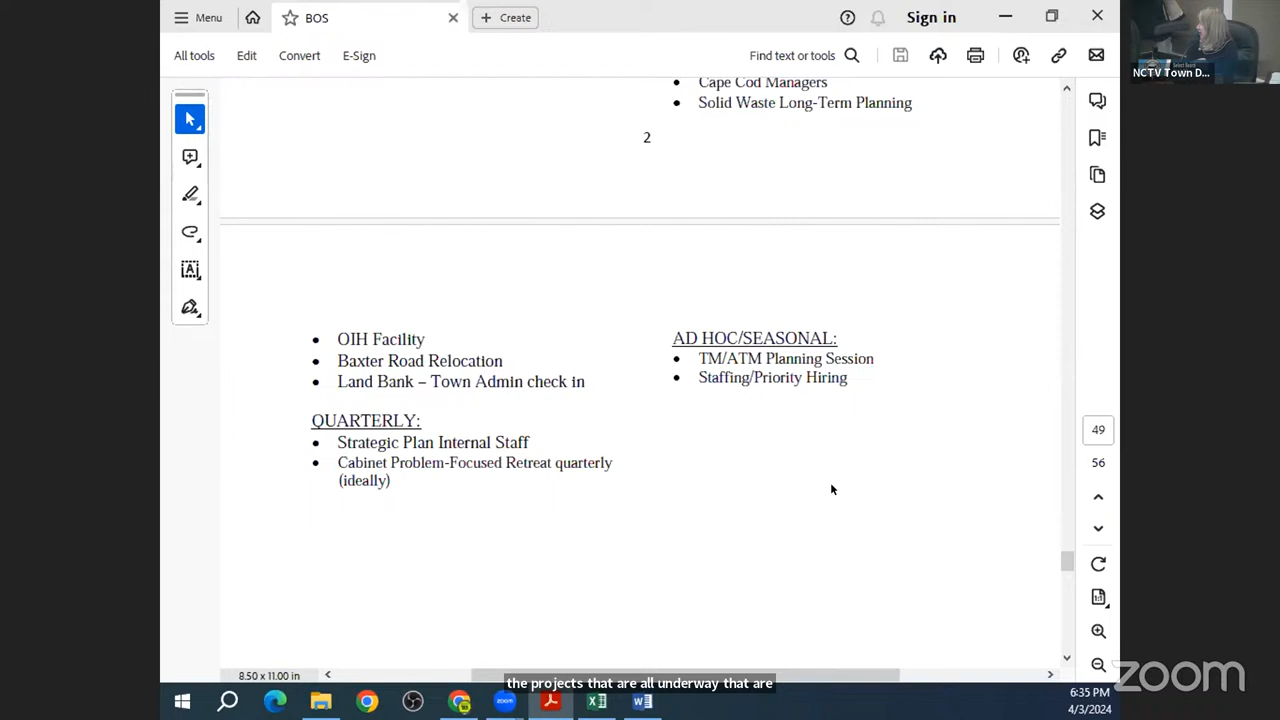 Menu
BOS
Create
Sign in
All tools
Edit
Convert
E-Sign
Find text or tools
NCTV Town D...
• Cape Cod Managers
• Solid Waste Long-Term Planning
2
• OIH Facility
• Baxter Road Relocation
• Land Bank – Town Admin check in
QUARTERLY:
• Strategic Plan Internal Staff
• Cabinet Problem-Focused Retreat quarterly
(ideally)
AD HOC/SEASONAL:
• TM/ATM Planning Session
• Staffing/Priority Hiring
49
56
8.50 x 11.00 in
the projects that are all underway that are
zoom
6:35 PM
4/3/2024